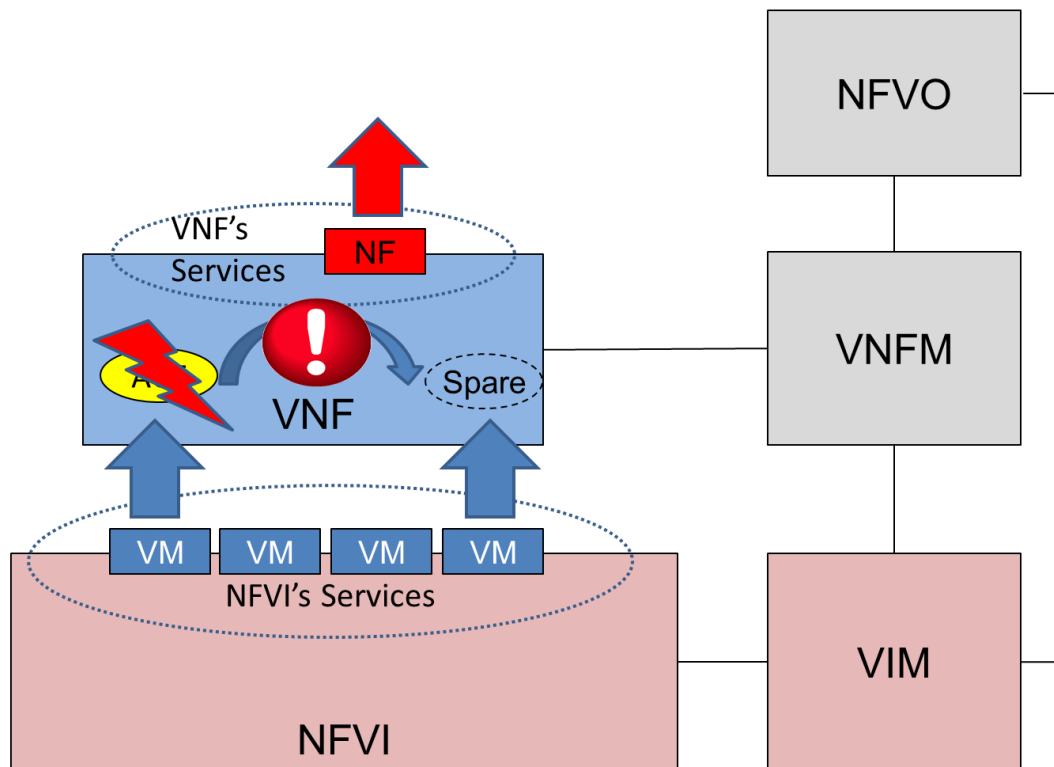 NFVO
VNF's
Services
NF
!
VNFM
Spare
VNF
VM
VM
VM
VM
NFVI's Services
VIM
NFVI